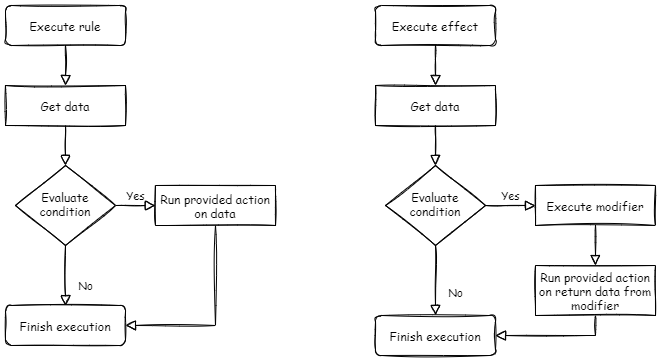 Execute rule
Get data
Evaluate
condition
Yes
Run provided action
on data
No
Finish execution
Execute effect
Get data
Evaluate
condition
Yes
Execute modifier
Run provided action
on return data from
modifier
No
Finish execution